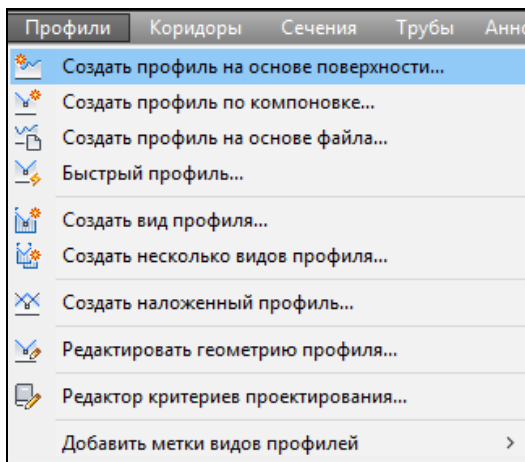 Профили Коридоры Сечения Трубы Анно
Создать профиль на основе поверхности...
Создать профиль по компоновке...
Создать профиль на основе файла...
Быстрый профиль...
Создать вид профиля...
Создать несколько видов профиля...
Создать наложенный профиль...
Редактировать геометрию профиля...
Редактор критериев проектирования...
Добавить метки видов профилей